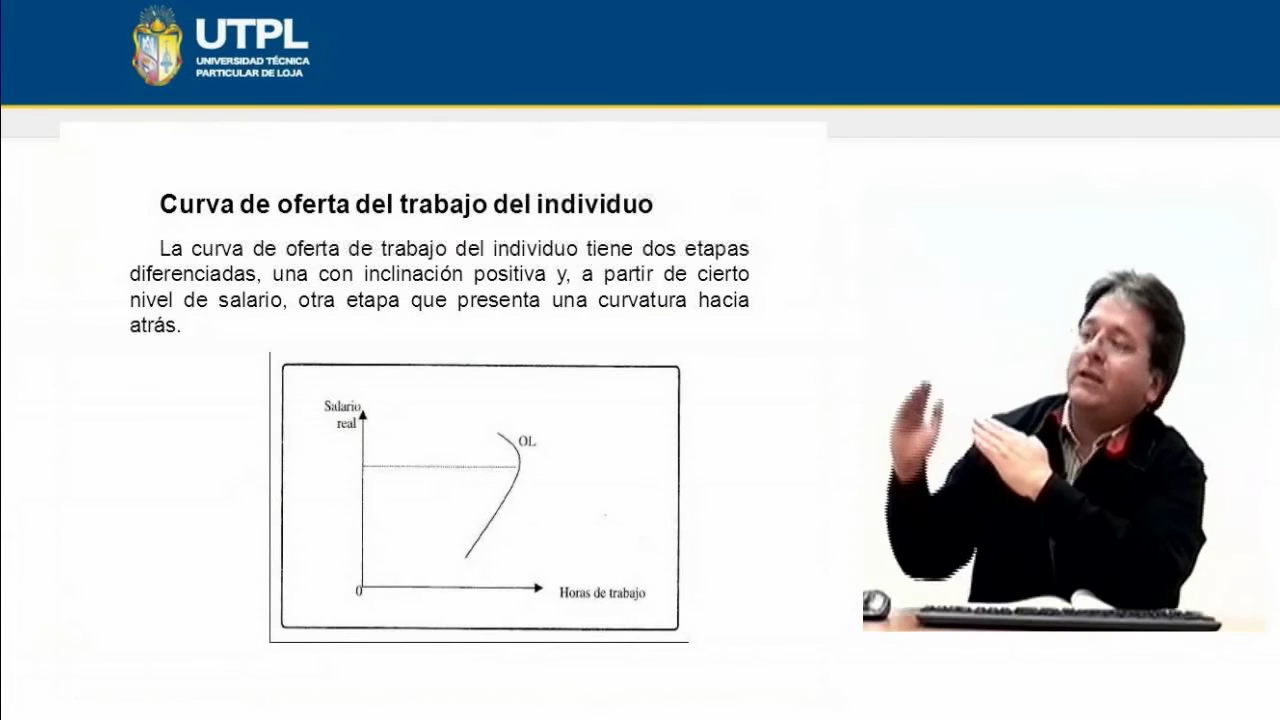 UTPL
UNIVERSIDAD TÉCNICA
PARTICULAR DE LOJA
Curva de oferta del trabajo del individuo
La curva de oferta de trabajo del individuo tiene dos etapas
diferenciadas, una con inclinación positiva y, a partir de cierto
nivel de salario, otra etapa que presenta una curvatura hacia
atrás.
Salario
real
OL
0
Horas de trabajo